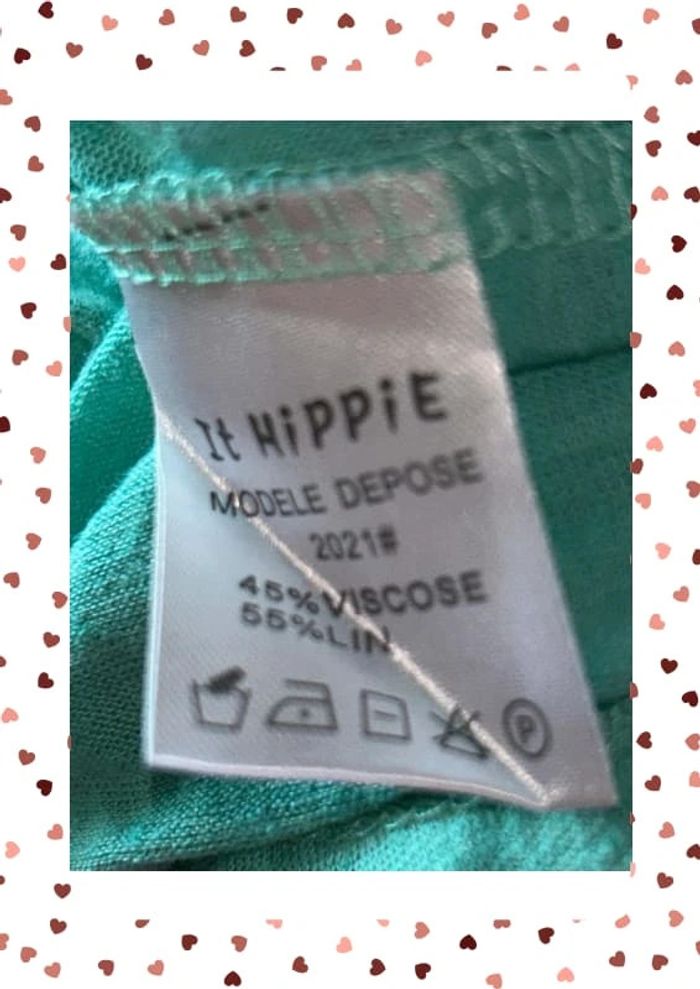 It HiPPiE
MODELE DEPOSE
2021#
45%VISCOSE
55%LIN
P